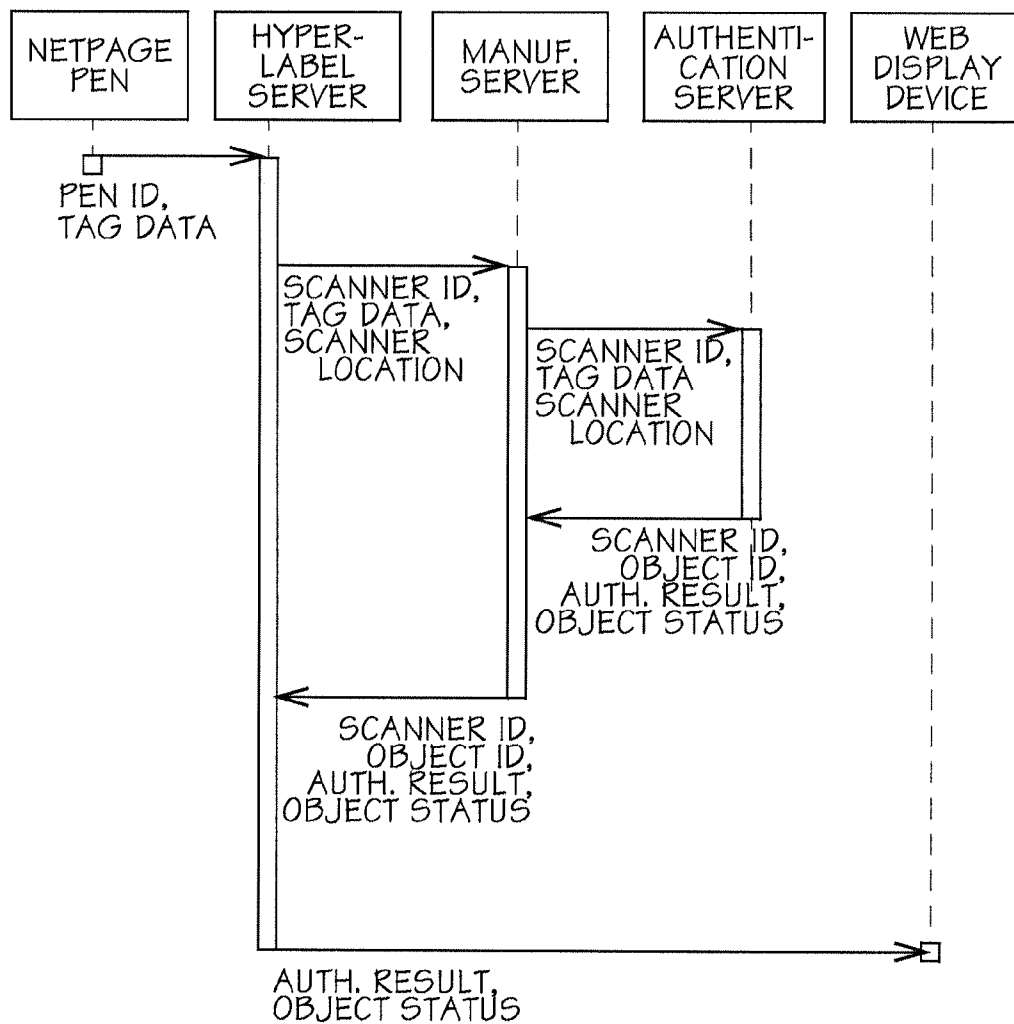 NETPAGE
PEN
HYPER-
LABEL
SERVER
MANUF.
SERVER
AUTHENTI-
CATION
SERVER
WEB
DISPLAY
DEVICE
PEN ID,
TAG DATA
SCANNER ID,
TAG DATA,
SCANNER
LOCATION
SCANNER ID,
TAG DATA
SCANNER
LOCATION
SCANNER ID,
OBJECT ID,
AUTH. RESULT,
OBJECT STATUS
SCANNER ID,
OBJECT ID,
AUTH. RESULT,
OBJECT STATUS
AUTH. RESULT,
OBJECT STATUS